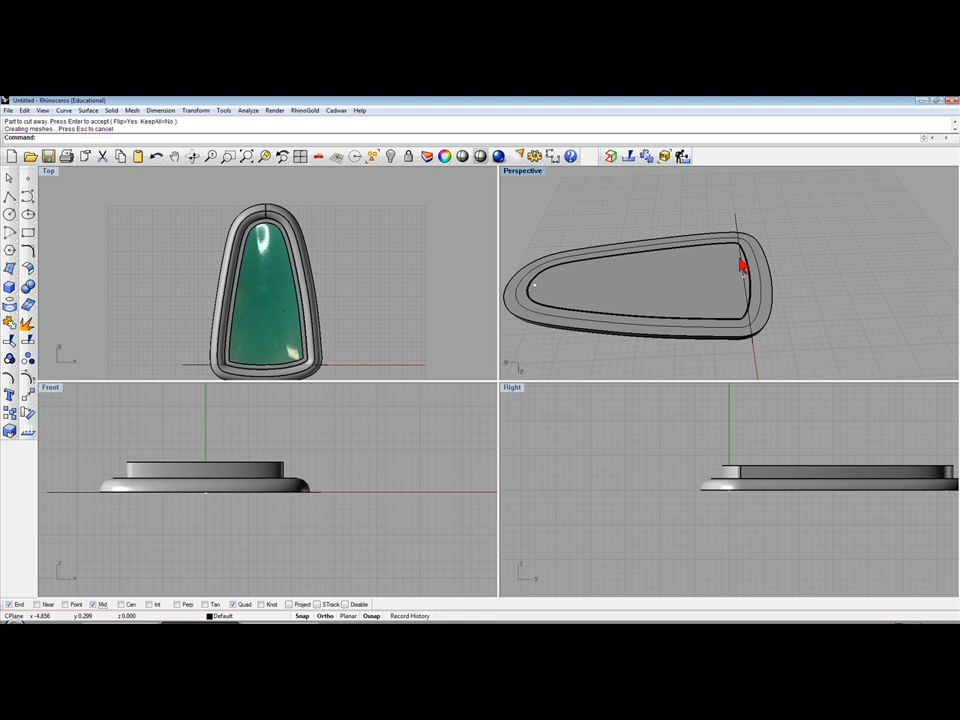 Untitled - Rhinoceros (Educational)
File Edit View Curve Surface Solid Mesh Dimension Transform Tools Analyze Render RhinoGold Cadwax Help
Part to cut away. Press Enter to accept ( Flip=Yes KeepAll=No ):
Creating meshes... Press Esc to cancel
Command:
Top
Perspective
y
x
Front
Right
z
x
z
y
End Near Point Mid Cen Int Perp Tan Quad Knot Project STrack Disable
CPlane x -4.856 y 0.299 z 0.000 Default Snap Ortho Planar Osnap Record History